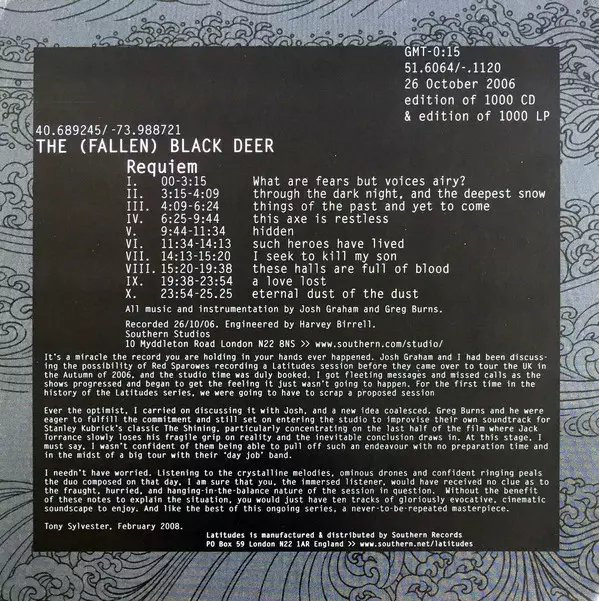 GMT-0:15
51.6064/-.1120
26 October 2006
edition of 1000 CD
& edition of 1000 LP
40.689245/-73.988721
THE (FALLEN) BLACK DEER
Requiem
I. 00-3:15 What are fears but voices airy?
II. 3:15-4:09 through the dark night, and the deepest snow
III. 4:09-6:24 things of the past and yet to come
IV. 6:25-9:44 this axe is restless
V. 9:44-11:34 hidden
VI. 11:34-14:13 such heroes have lived
VII. 14:13-15:20 I seek to kill my son
VIII. 15:20-19:38 these halls are full of blood
IX. 19:38-23:54 a love lost
X. 23:54-25.25 eternal dust of the dust
All music and instrumentation by Josh Graham and Greg Burns.
Recorded 26/10/06. Engineered by Harvey Birrell.
Southern Studios
10 Myddleton Road London N22 8NS >> www.southern.com/studio/
It's a miracle the record you are holding in your hands ever happened. Josh Graham and I had been discuss-
ing the possibility of Red Sparowes recording a Latitudes session before they came over to tour the UK in
the Autumn of 2006, and the studio time was duly booked. I got fleeting messages and missed calls as the
shows progressed and began to get the feeling it just wasn't going to happen. For the first time in the
history of the Latitudes series, we were going to have to scrap a proposed session
Ever the optimist, I carried on discussing it with Josh, and a new idea coalesced. Greg Burns and he were
eager to fulfill the commitment and still set on entering the studio to improvise their own soundtrack for
Stanley Kubrick's classic The Shining, particularly concentrating on the last half of the film where Jack
Torrance slowly loses his fragile grip on reality and the inevitable conclusion draws in. At this stage, I
must say, I wasn't confident of them being able to pull off such an endeavour with no preparation time and
in the midst of a big tour with their 'day job' band.
I needn't have worried. Listening to the crystalline melodies, ominous drones and confident ringing peals
the duo composed on that day, I am sure that you, the immersed listener, would have received no clue as to
the fraught, hurried, and hanging-in-the-balance nature of the session in question. Without the benefit
of these notes to explain the situation, you would just have ten tracks of gloriously evocative, cinematic
soundscape to enjoy. And like the best of this ongoing series, a never-to-be-repeated masterpiece.
Tony Sylvester, February 2008.
Latitudes is manufactured & distributed by Southern Records
PO Box 59 London N22 1AR England >> www.southern.net/latitudes